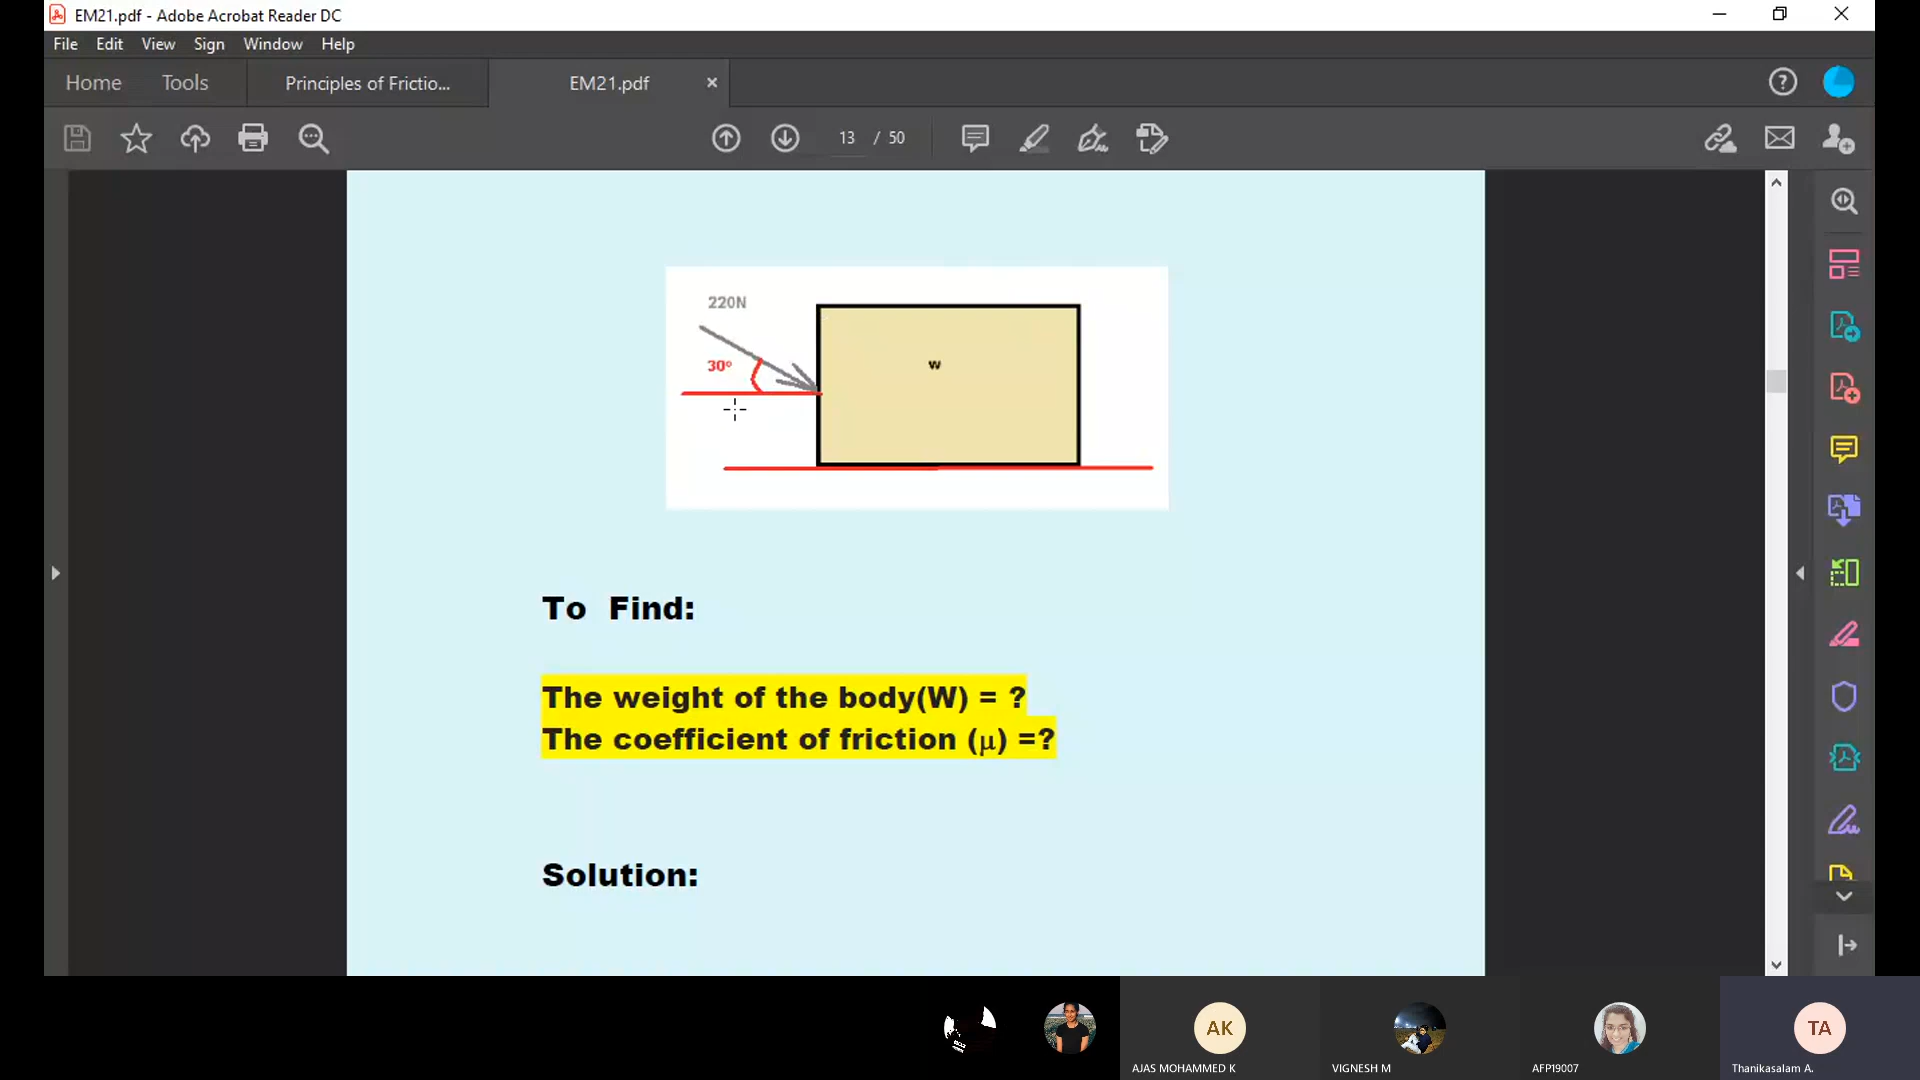 EM21.pdf - Adobe Acrobat Reader DC
File Edit View Sign Window Help
Home Tools Principles of Frictio... EM21.pdf
13 / 50
220N
30°
w
To Find:
The weight of the body(W) = ?
The coefficient of friction (μ) =?
Solution:
AK
TA
AJAS MOHAMMED K
VIGNESH M
AFP19007
Thanikasalam A.